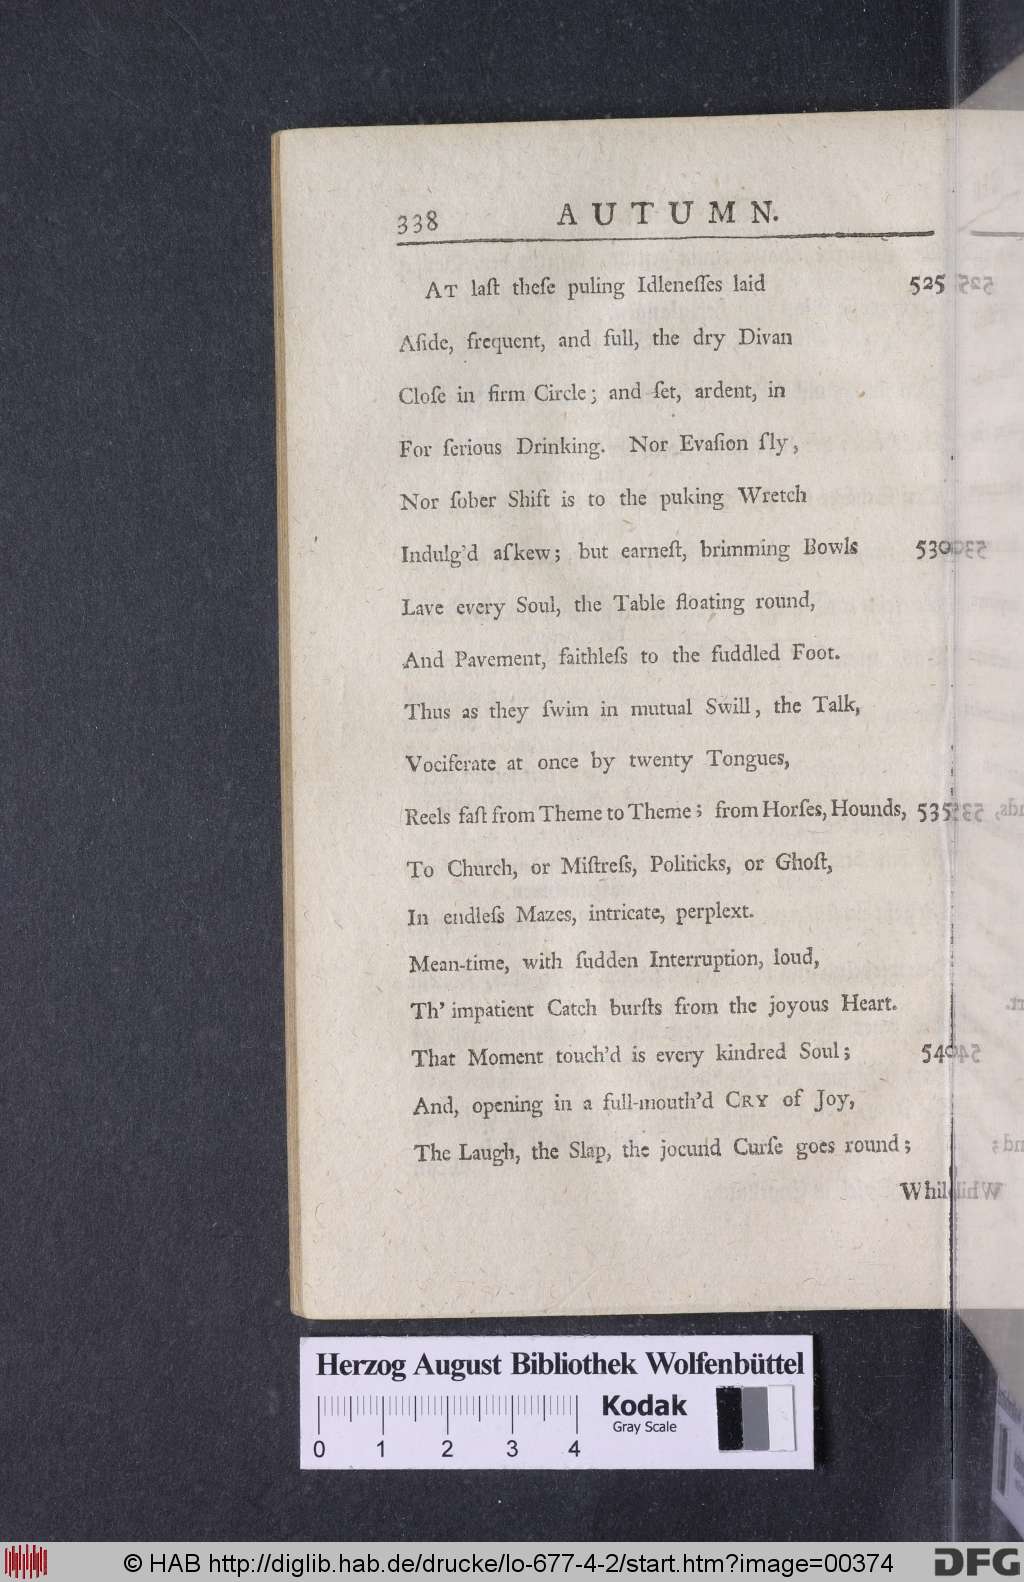 338 AUTUMN.
At laſt theſe puling Idleneſſes laid 525
Aſide, frequent, and full, the dry Divan
Cloſe in firm Circle; and ſet, ardent, in
For ſerious Drinking. Nor Evaſion ſly,
Nor ſober Shift is to the puking Wretch
Indulg'd aſkew; but earneſt, brimming Bowls 530
Lave every Soul, the Table floating round,
And Pavement, faithleſs to the fuddled Foot.
Thus as they ſwim in mutual Swill, the Talk,
Vociferate at once by twenty Tongues,
Reels faſt from Theme to Theme; from Horſes, Hounds, 535
To Church, or Miſtreſs, Politicks, or Ghoſt,
In endleſs Mazes, intricate, perplext.
Mean-time, with ſudden Interruption, loud,
Th' impatient Catch burſts from the joyous Heart.
That Moment touch'd is every kindred Soul; 540
And, opening in a full-mouth'd CRY of Joy,
The Laugh, the Slap, the jocund Curſe goes round;
Whil
Herzog August Bibliothek Wolfenbüttel
Kodak
Gray Scale
0 1 2 3 4
© HAB http://diglib.hab.de/drucke/lo-677-4-2/start.htm?image=00374 DFG